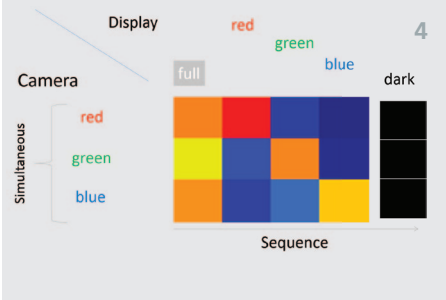 Display
red
green
blue
4
full
dark
Camera
Simultaneous
red
green
blue
Sequence